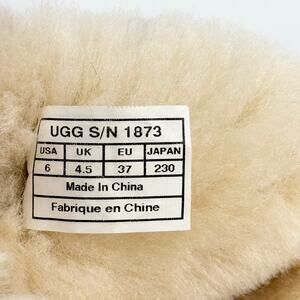 UGG S/N 1873
USA UK EU JAPAN
6 4.5 37 230
Made In China
Fabrique en Chine